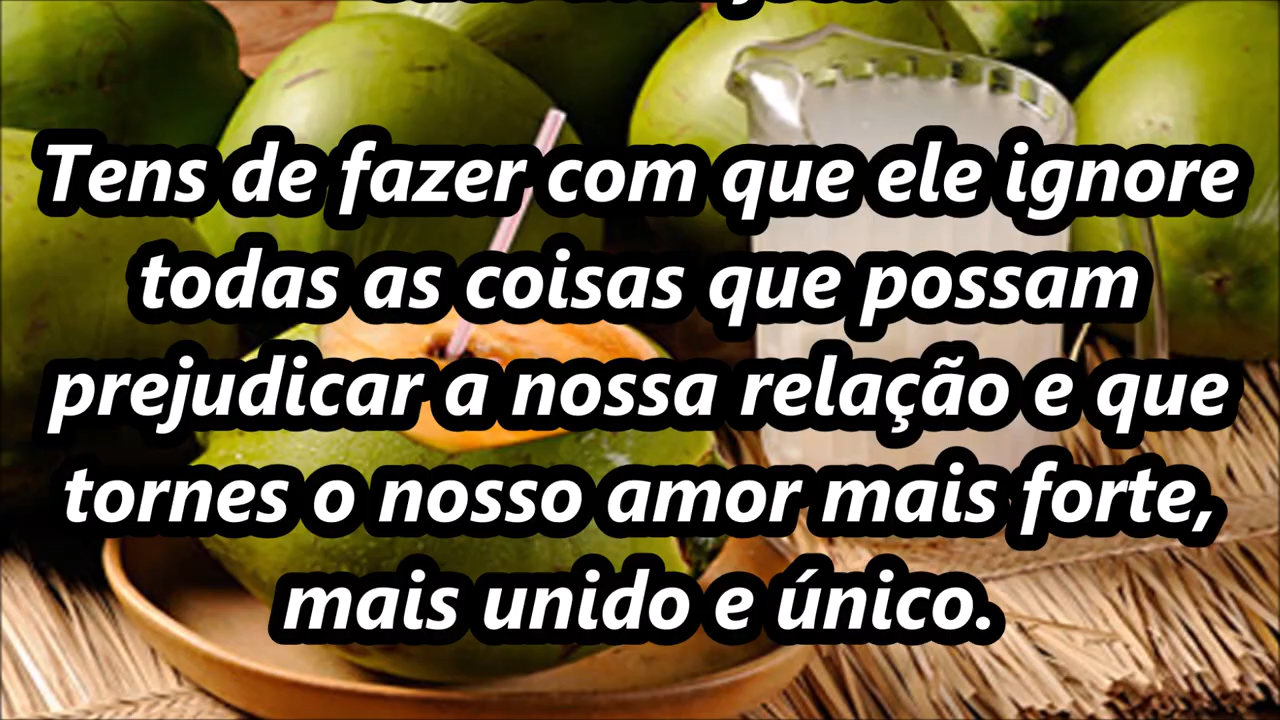 Tens de fazer com que ele ignore
todas as coisas que possam
prejudicar a nossa relação e que
tornes o nosso amor mais forte,
mais unido e único.